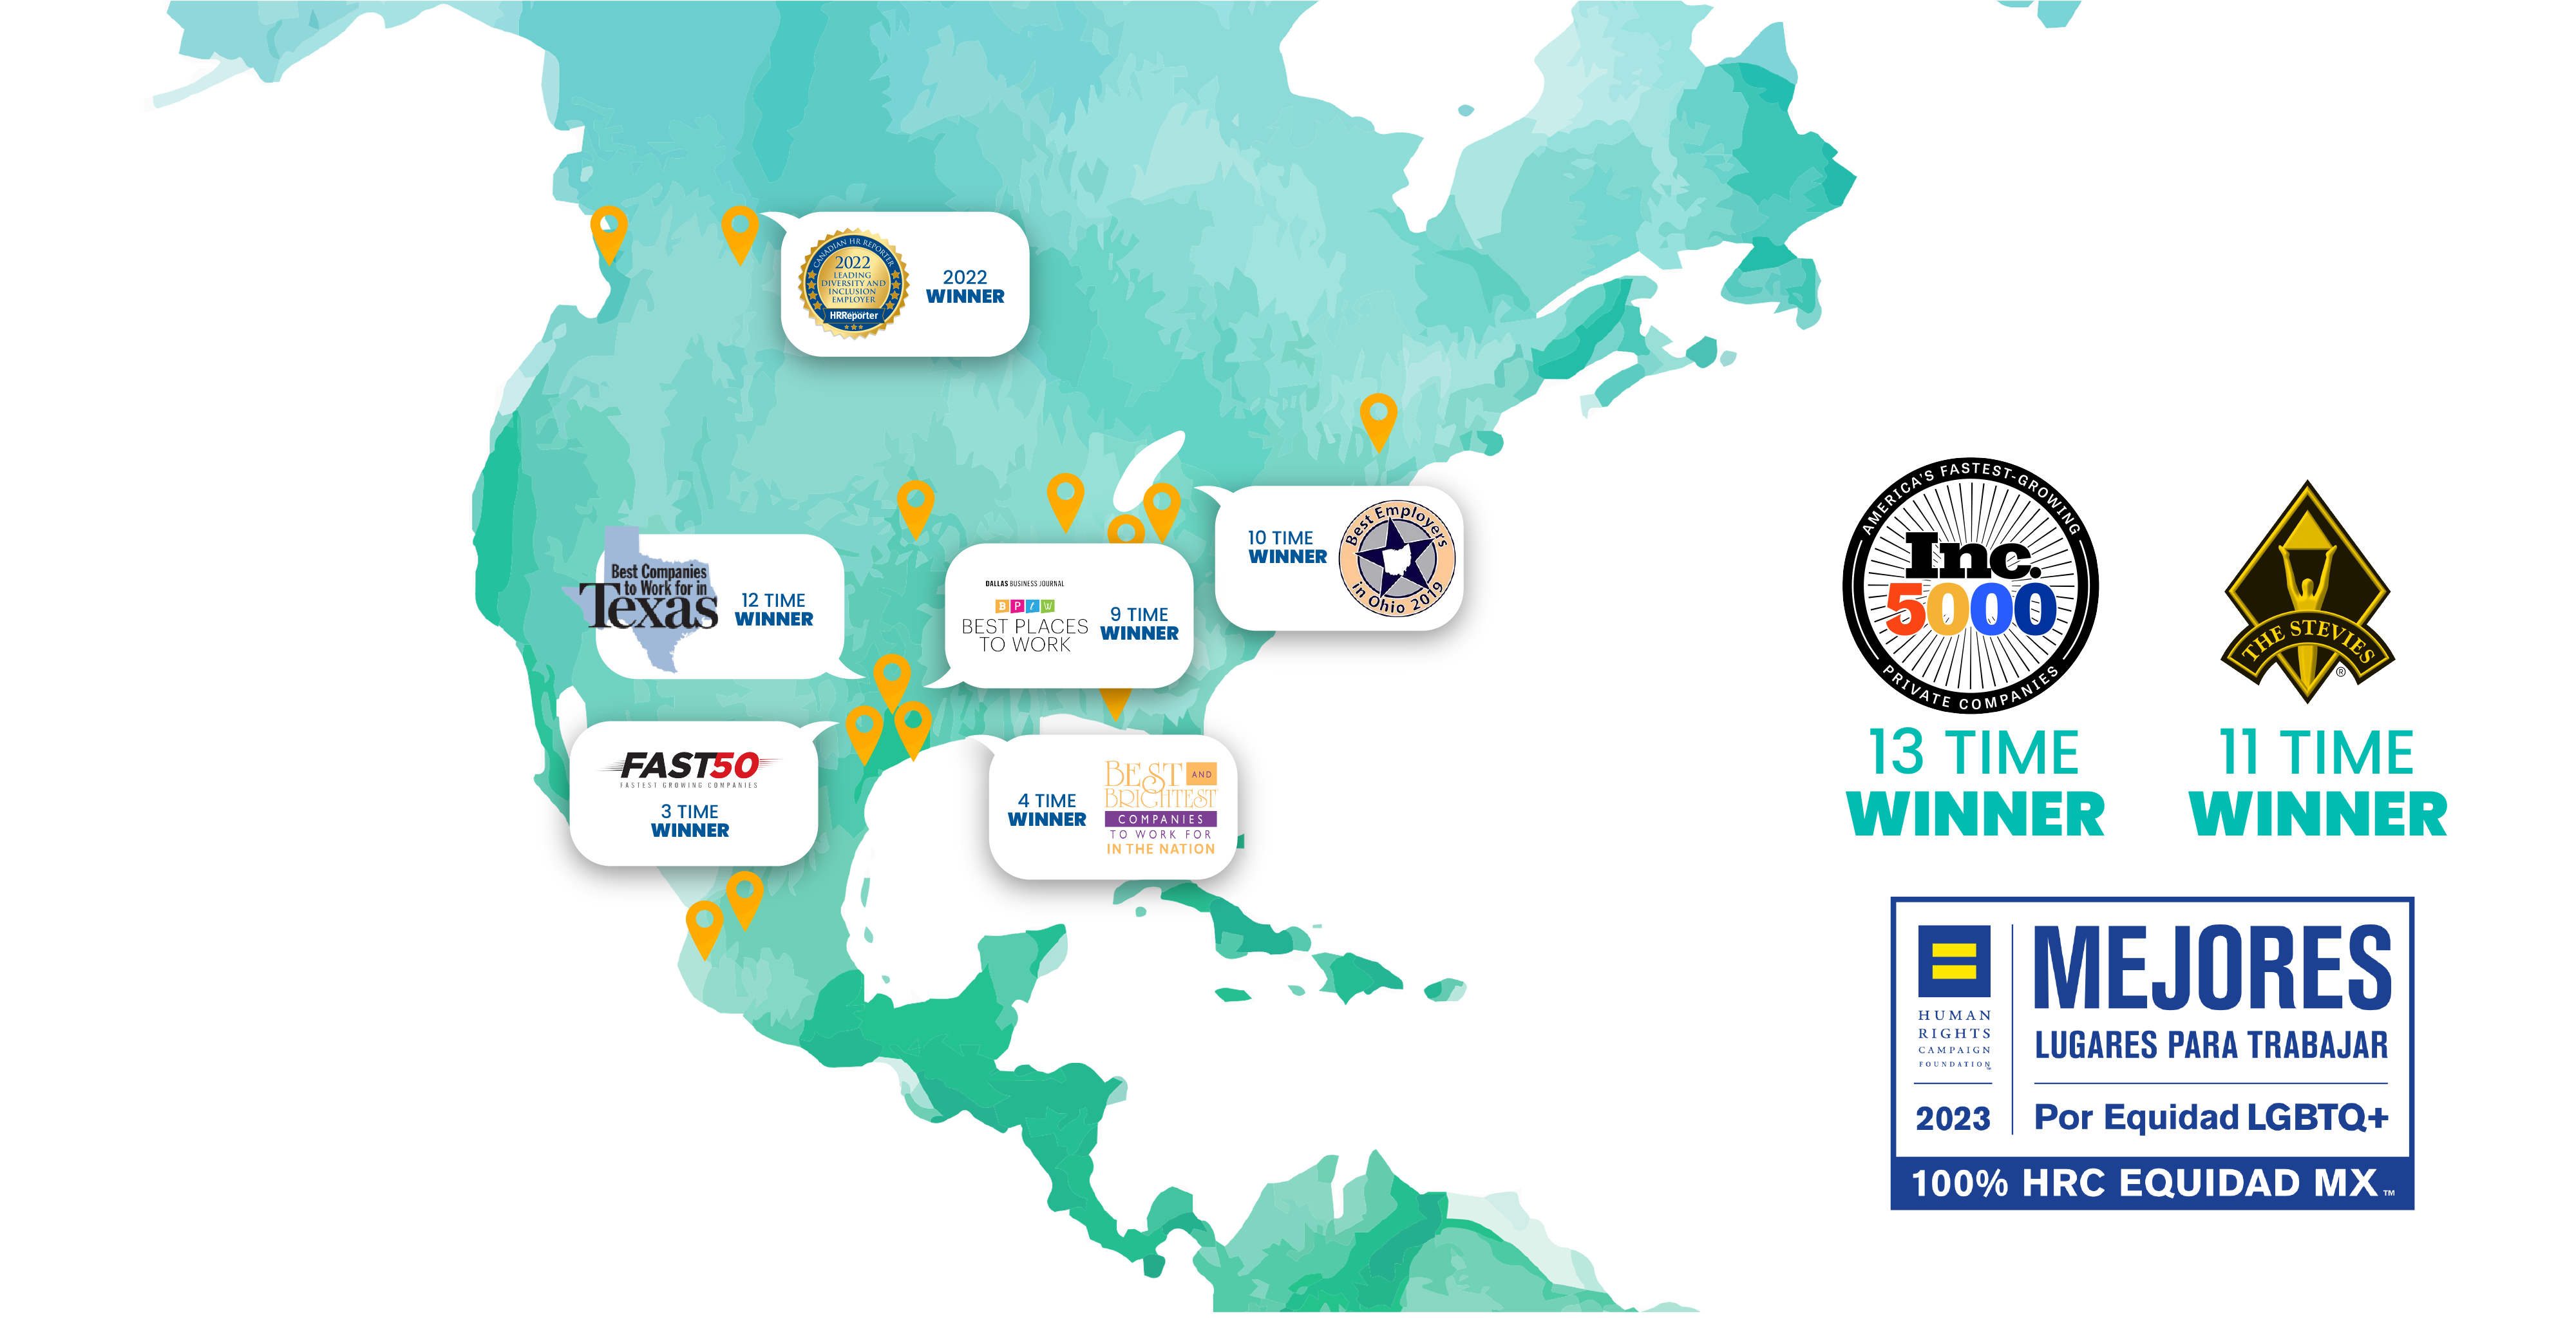 CANADIAN HR REPORTER
2022
LEADING
DIVERSITY AND
INCLUSION
EMPLOYER
HRReporter
2022
WINNER
Best Companies
to Work for in
Texas
12 TIME
WINNER
DALLAS BUSINESS JOURNAL
BPTW
BEST PLACES
TO WORK
9 TIME
WINNER
10 TIME
WINNER
Best Employers
in Ohio 2019
FAST50
FASTEST GROWING COMPANIES
3 TIME
WINNER
4 TIME
WINNER
BEST AND
BRIGHTEST
COMPANIES
TO WORK FOR
IN THE NATION
AMERICA'S FASTEST-GROWING
Inc.
5000
PRIVATE COMPANIES
13 TIME
WINNER
THE STEVIES
®
11 TIME
WINNER
HUMAN
RIGHTS
CAMPAIGN
FOUNDATION™
2023
MEJORES
LUGARES PARA TRABAJAR
Por Equidad LGBTQ+
100% HRC EQUIDAD MX™